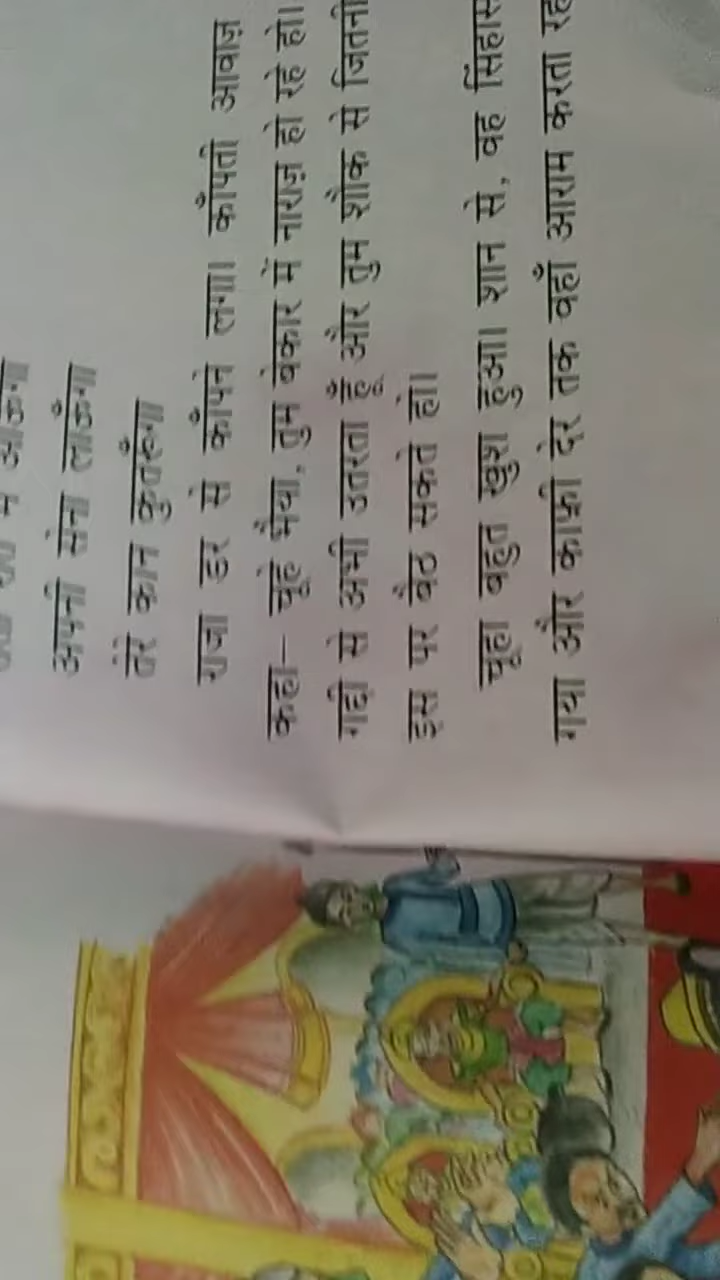 में आऊँगा
अपनी सेना लाऊँगा
तेरे कान कुतरूँगा
राजा डर से काँपने लगा। काँपती आवाज़
कहा– चूहे भैया, तुम बेकार में नाराज़ हो रहे हो।
गद्दी से अभी उतरता हूँ और तुम शौक से जितनी
इस पर बैठ सकते हो।
चूहा बहुत खुश हुआ। शान से, वह सिंहास
गया और काफ़ी देर तक वहाँ आराम करता रह